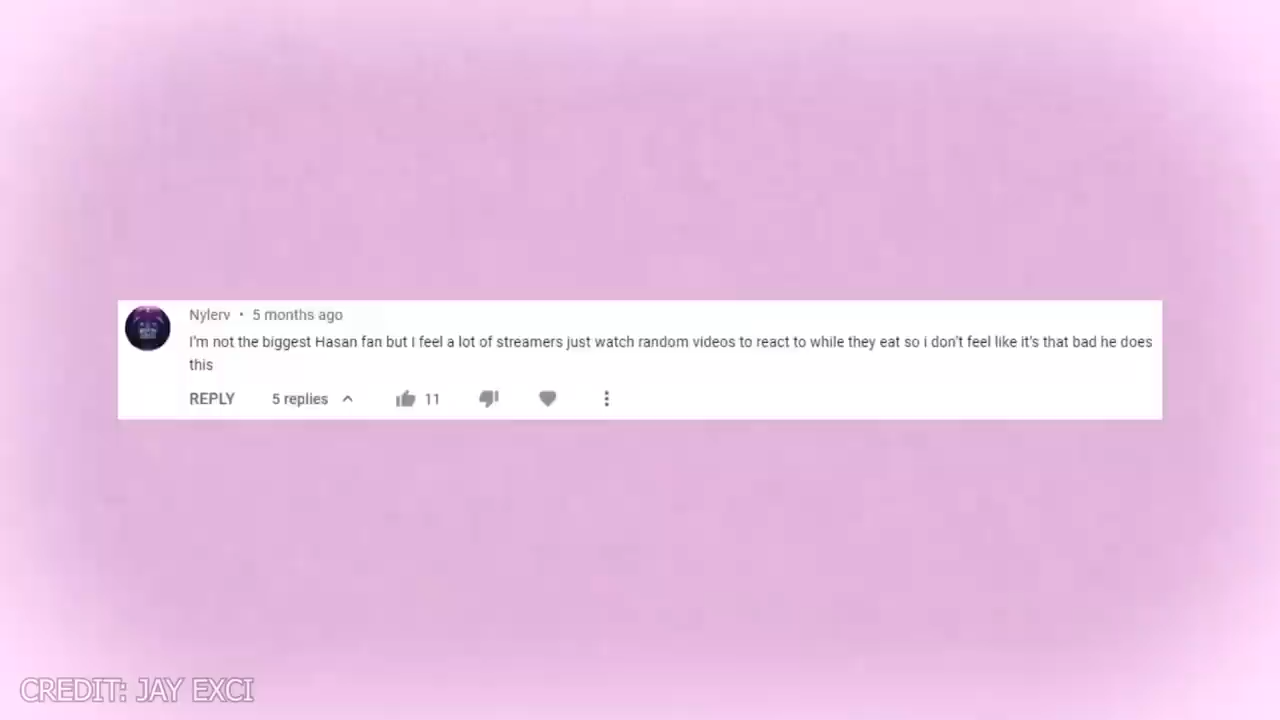 Nylerv • 5 months ago
I'm not the biggest Hasan fan but I feel a lot of streamers just watch random videos to react to while they eat so i don't feel like it's that bad he does
this
REPLY 5 replies 11
CREDIT: JAY EXCI